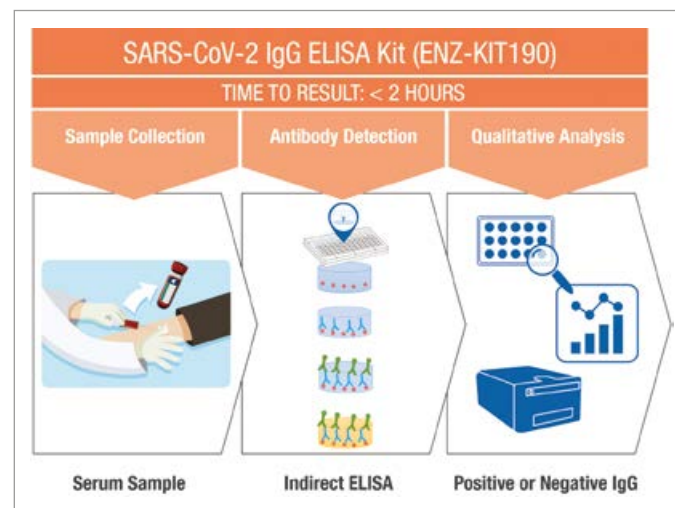 SARS-CoV-2 IgG ELISA Kit (ENZ-KIT190)
TIME TO RESULT: < 2 HOURS
Sample Collection
Antibody Detection
Qualitative Analysis
Serum Sample
Indirect ELISA
Positive or Negative IgG